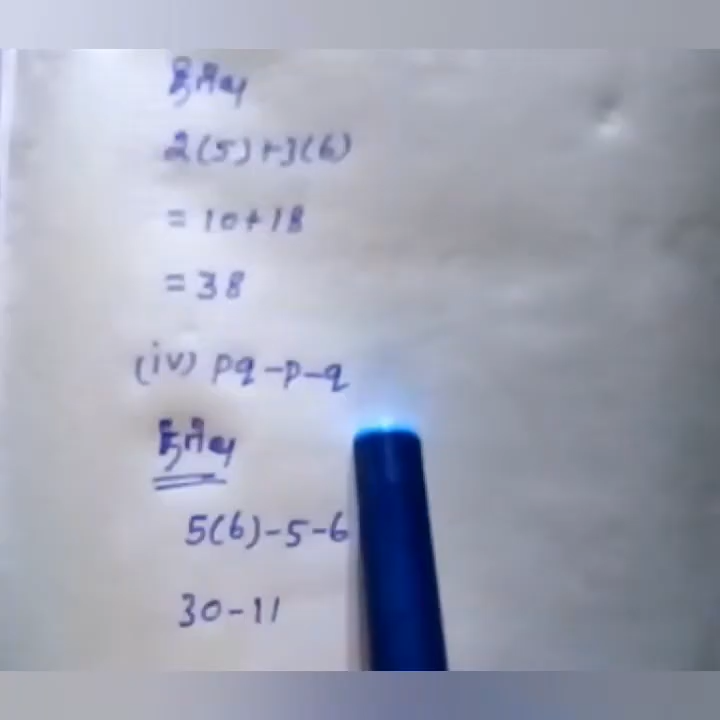 தீர்வு
2(5)+3(6)
= 10+18
= 38
(iv) pq-p-q
தீர்வு
5(6)-5-6
30-11